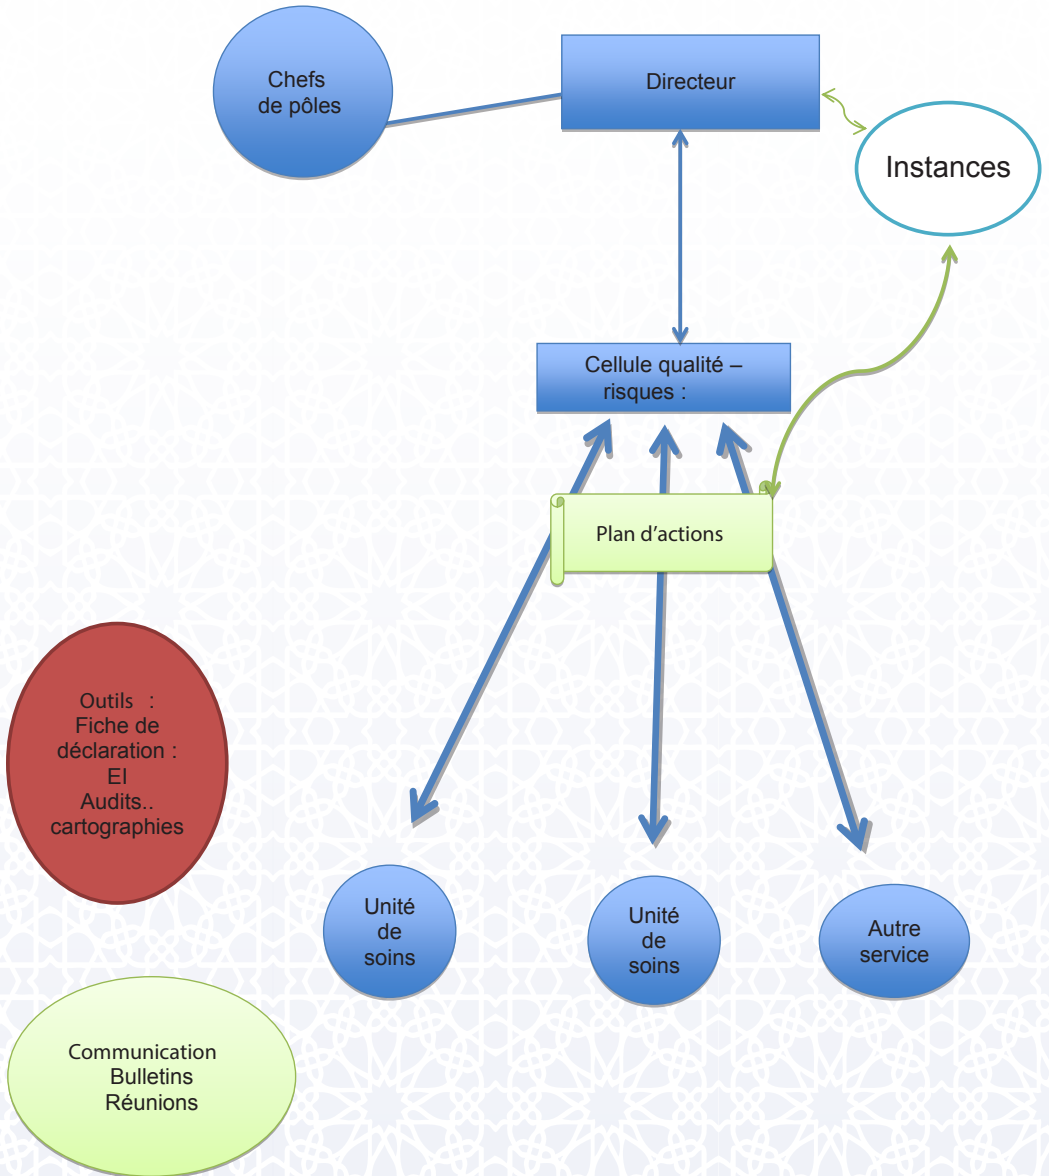 Chefs
de pôles
Directeur
Instances
Cellule qualité –
risques :
Plan d’actions
Outils :
Fiche de
déclaration :
EI
Audits..
cartographies
Unité
de
soins
Unité
de
soins
Autre
service
Communication
Bulletins
Réunions